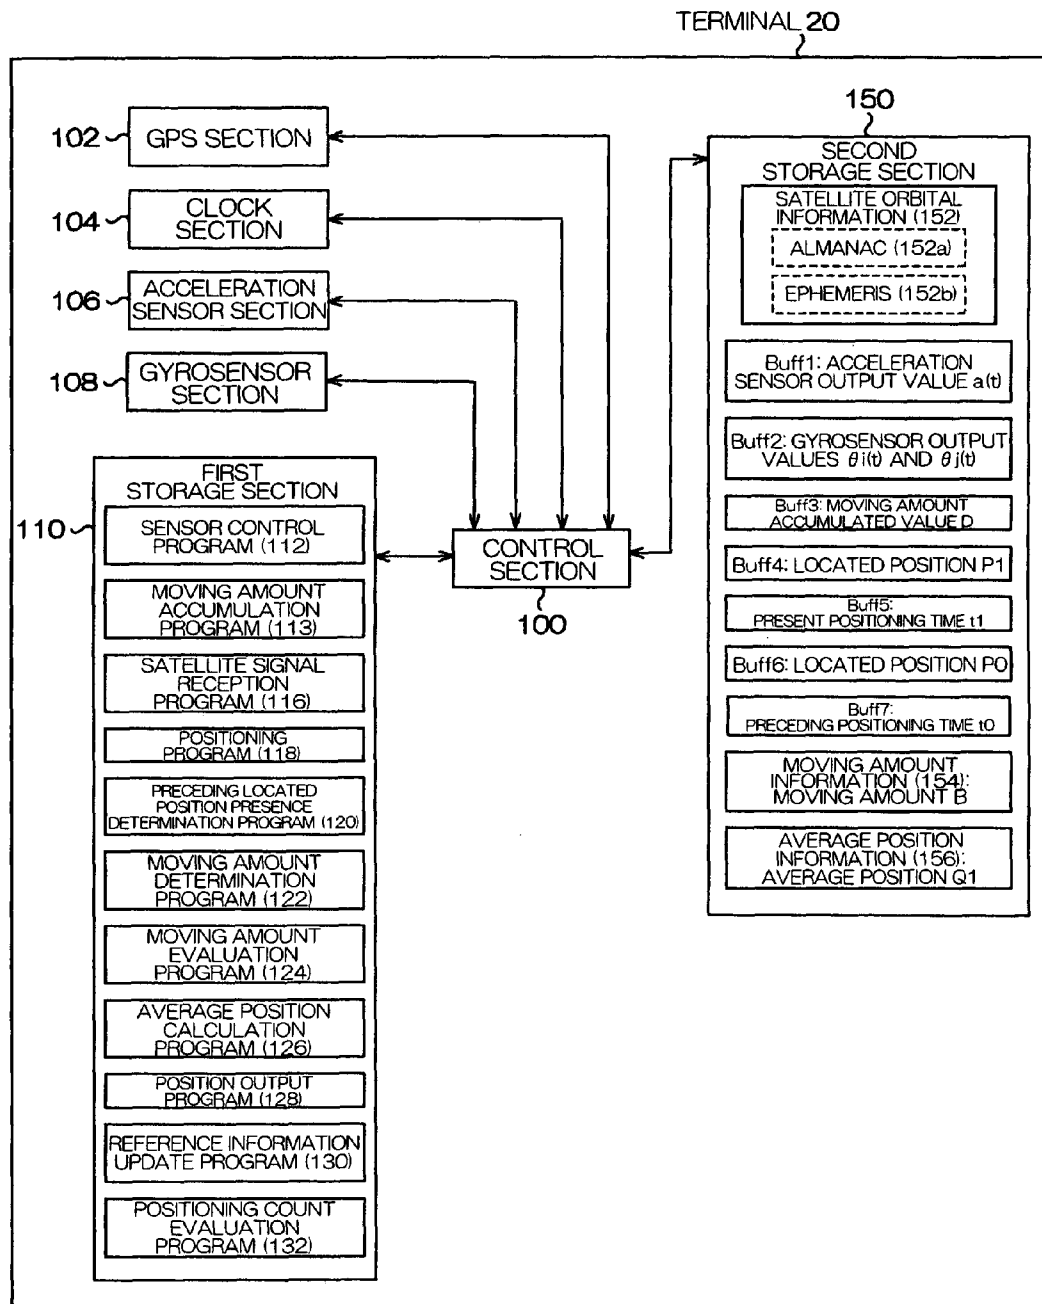 TERMINAL 20
102
GPS SECTION
104
CLOCK
SECTION
106
ACCELERATION
SENSOR SECTION
108
GYROSENSOR
SECTION
110
FIRST
STORAGE SECTION
SENSOR CONTROL
PROGRAM (112)
MOVING AMOUNT
ACCUMULATION
PROGRAM (113)
SATELLITE SIGNAL
RECEPTION
PROGRAM (116)
POSITIONING
PROGRAM (118)
PRECEDING LOCATED
POSITION PRESENCE
DETERMINATION PROGRAM (120)
MOVING AMOUNT
DETERMINATION
PROGRAM (122)
MOVING AMOUNT
EVALUATION
PROGRAM (124)
AVERAGE POSITION
CALCULATION
PROGRAM (126)
POSITION OUTPUT
PROGRAM (128)
REFERENCE INFORMATION
UPDATE PROGRAM (130)
POSITIONING COUNT
EVALUATION
PROGRAM (132)
CONTROL
SECTION
100
150
SECOND
STORAGE SECTION
SATELLITE ORBITAL
INFORMATION (152)
ALMANAC (152a)
EPHEMERIS (152b)
Buff1: ACCELERATION
SENSOR OUTPUT VALUE a(t)
Buff2: GYROSENSOR OUTPUT
VALUES θi(t) AND θj(t)
Buff3: MOVING AMOUNT
ACCUMULATED VALUE D
Buff4: LOCATED POSITION P1
Buff5:
PRESENT POSITIONING TIME t1
Buff6: LOCATED POSITION P0
Buff7:
PRECEDING POSITIONING TIME t0
MOVING AMOUNT
INFORMATION (154):
MOVING AMOUNT B
AVERAGE POSITION
INFORMATION (156):
AVERAGE POSITION Q1